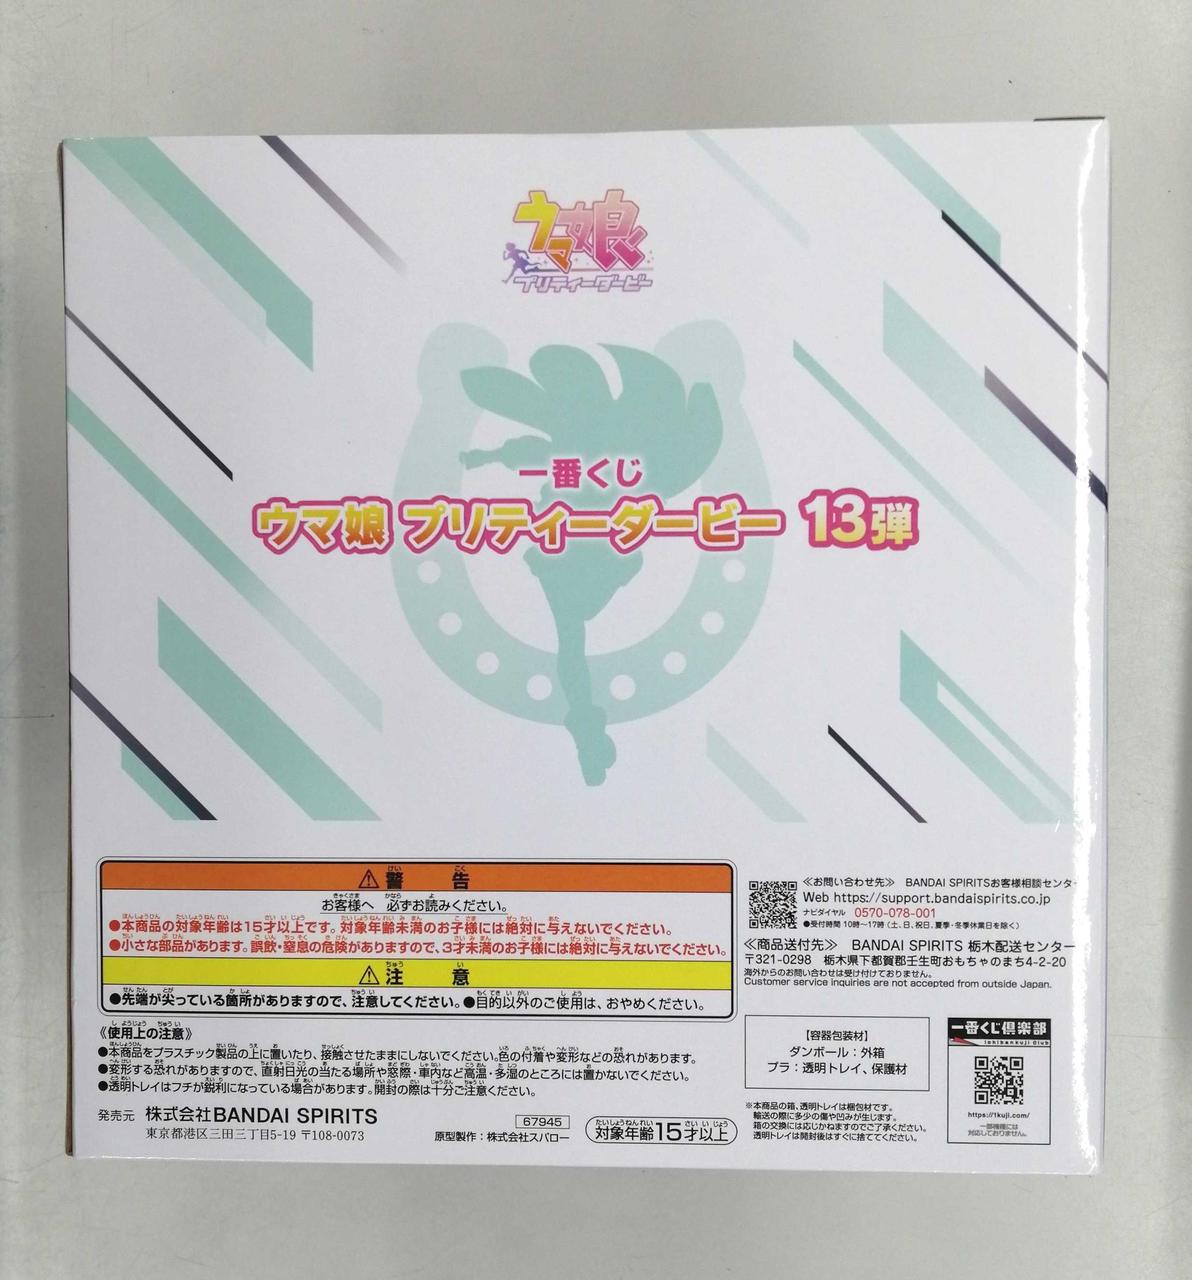 ウマ娘
プリティーダービー
一番くじ
ウマ娘 プリティーダービー 13弾
⚠警告
お客様へ 必ずお読みください。
●本商品の対象年齢は15才以上です。対象年齢未満のお子様には絶対に与えないでください。
●小さな部品があります。誤飲・窒息の危険がありますので、3才未満のお子様には絶対に与えないでください。
⚠注意
●先端が尖っている箇所がありますので、注意してください。●目的以外のご使用は、おやめください。
《使用上の注意》
●本商品をプラスチック製品の上に置いたり、接触させたままにしないでください。色の付着や変形などの恐れがあります。
●変形する恐れがありますので、直射日光の当たる場所や窓際・車内など高温・多湿のところには置かないでください。
●透明トレイはフチが鋭利になっている場合があります。開封の際は十分ご注意ください。
発売元 株式会社BANDAI SPIRITS
東京都港区三田三丁目5-19 〒108-0073
67945
原型製作：株式会社スパロー
対象年齢15才以上
≪お問い合わせ先≫ BANDAI SPIRITSお客様相談センター
Web https://support.bandaispirits.co.jp
ナビダイヤル 0570-078-001
●受付時間 10時〜17時（土、日、祝日、夏季・冬季休業日を除く）
≪商品送付先≫ BANDAI SPIRITS 栃木配送センター
〒321-0298 栃木県下都賀郡壬生町おもちゃのまち4-2-20
海外からのお問い合わせは受け付けておりません。
Customer service inquiries are not accepted from outside Japan.
【容器包装材】
ダンボール：外箱
プラ：透明トレイ、保護材
※本商品の箱、透明トレイは梱包材です。
輸送の際に多少の傷や凹みが生じます。
箱の交換には応じかねますのでご了承ください。
透明トレイは開封後はすぐに捨ててください。
一番くじ倶楽部
Ichibankuji Club
https://1kuji.com/
一部機種には
対応しておりません。